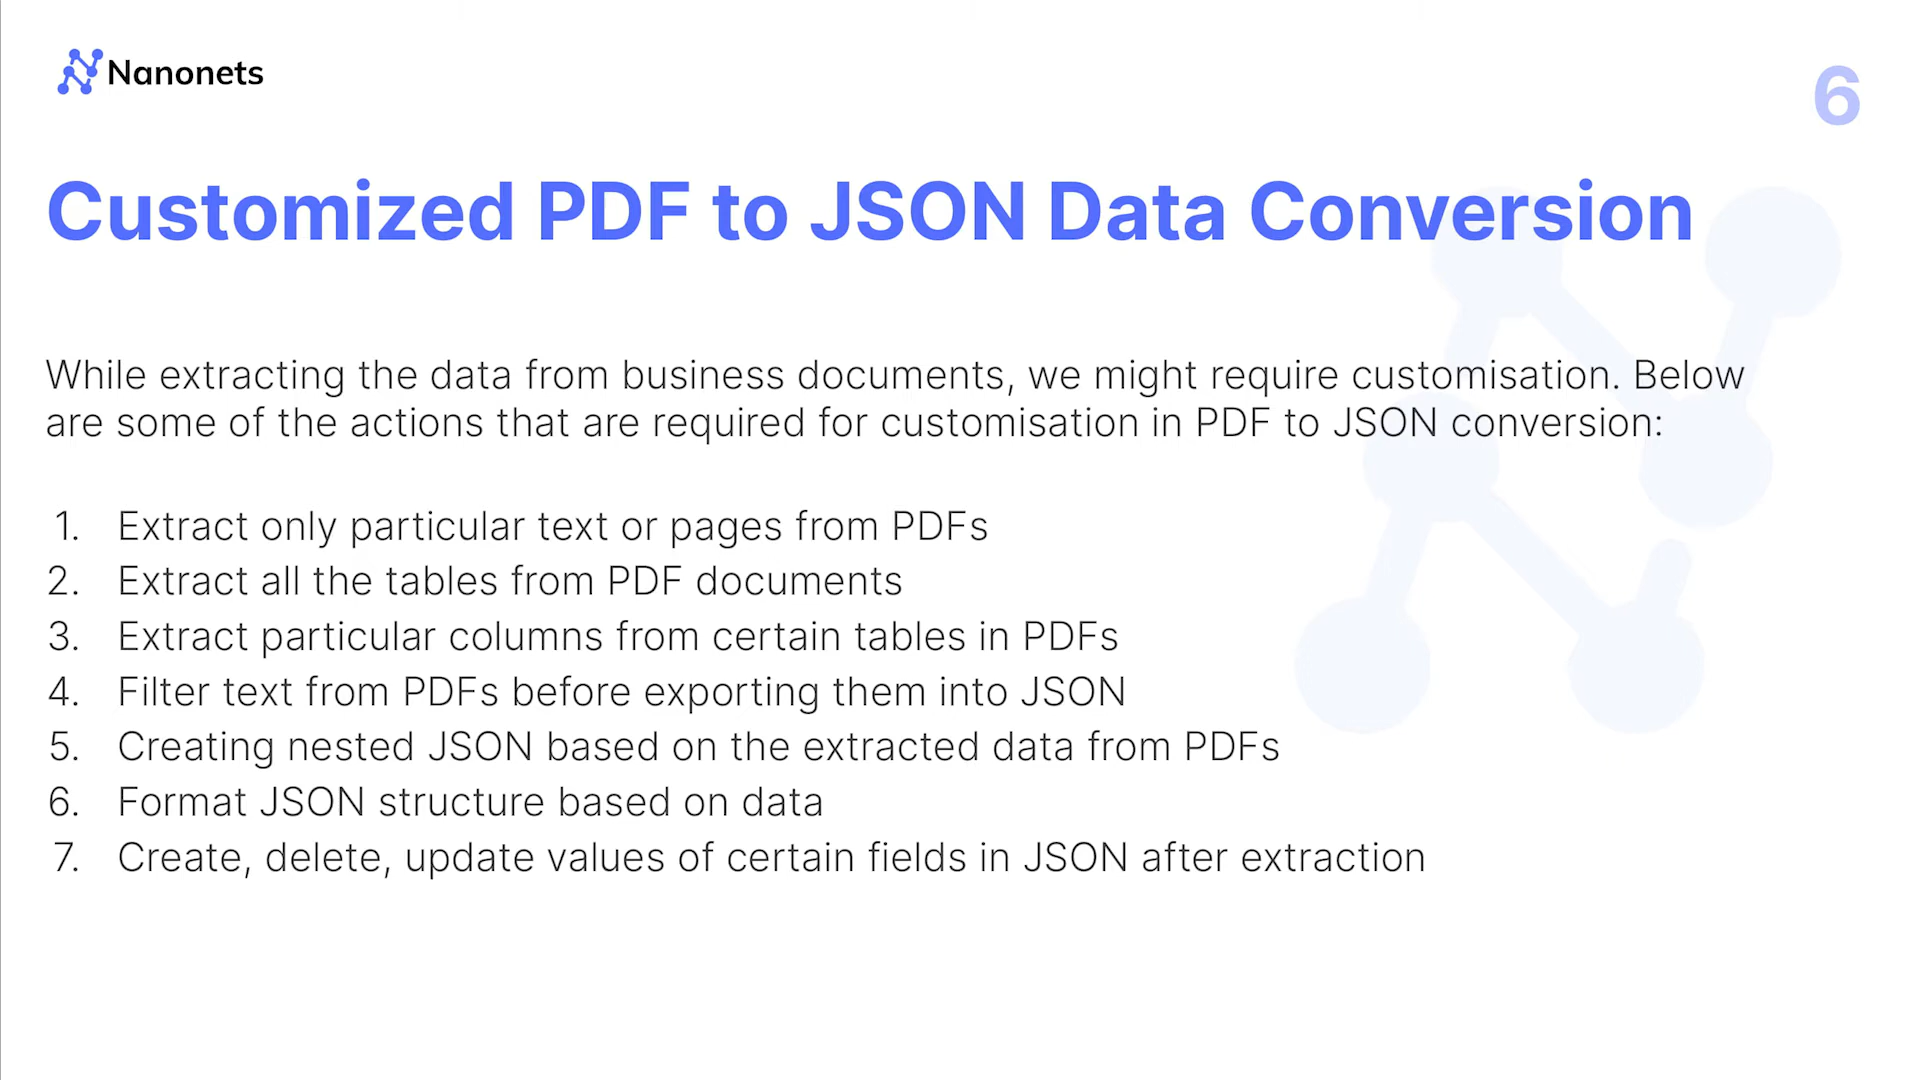 Nanonets
6
Customized PDF to JSON Data Conversion
While extracting the data from business documents, we might require customisation. Below
are some of the actions that are required for customisation in PDF to JSON conversion:
1. Extract only particular text or pages from PDFs
2. Extract all the tables from PDF documents
3. Extract particular columns from certain tables in PDFs
4. Filter text from PDFs before exporting them into JSON
5. Creating nested JSON based on the extracted data from PDFs
6. Format JSON structure based on data
7. Create, delete, update values of certain fields in JSON after extraction